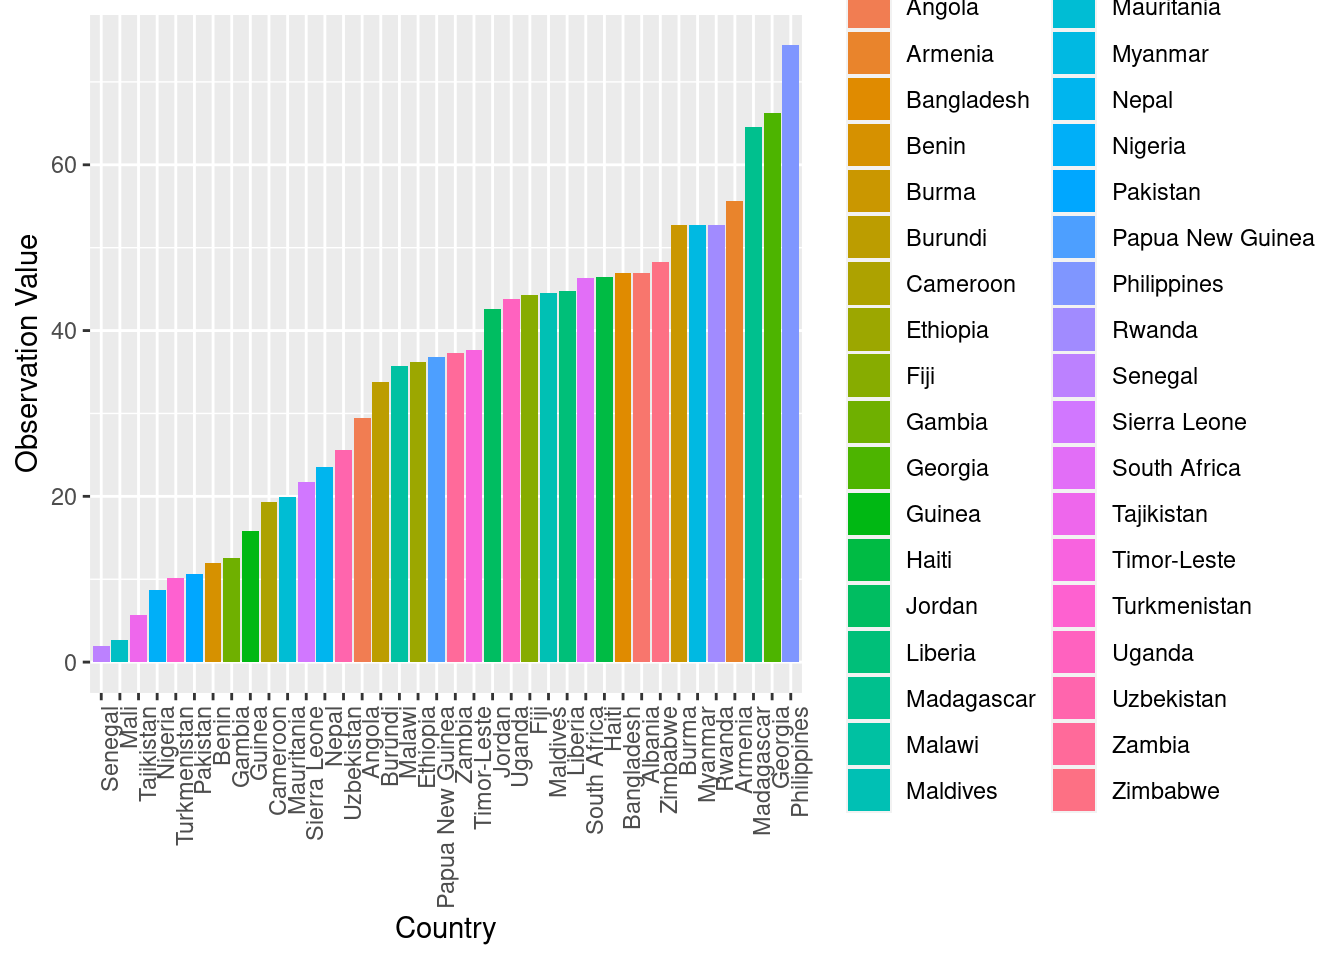 Observation Value
60
40
20
0
Senegal
Mali
Tajikistan
Nigeria
Turkmenistan
Pakistan
Benin
Gambia
Guinea
Cameroon
Mauritania
Sierra Leone
Nepal
Uzbekistan
Angola
Burundi
Malawi
Ethiopia
Papua New Guinea
Zambia
Timor-Leste
Jordan
Uganda
Fiji
Maldives
Liberia
South Africa
Haiti
Bangladesh
Albania
Zimbabwe
Burma
Myanmar
Rwanda
Armenia
Madagascar
Georgia
Philippines
Country
Angola
Armenia
Bangladesh
Benin
Burma
Burundi
Cameroon
Ethiopia
Fiji
Gambia
Georgia
Guinea
Haiti
Jordan
Liberia
Madagascar
Malawi
Maldives
Mauritania
Myanmar
Nepal
Nigeria
Pakistan
Papua New Guinea
Philippines
Rwanda
Senegal
Sierra Leone
South Africa
Tajikistan
Timor-Leste
Turkmenistan
Uganda
Uzbekistan
Zambia
Zimbabwe